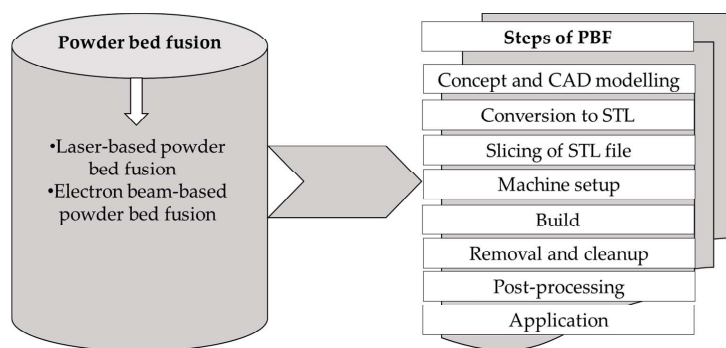 Powder bed fusion
•Laser-based powder
bed fusion
•Electron beam-based
powder bed fusion
Steps of PBF
Concept and CAD modelling
Conversion to STL
Slicing of STL file
Machine setup
Build
Removal and cleanup
Post-processing
Application